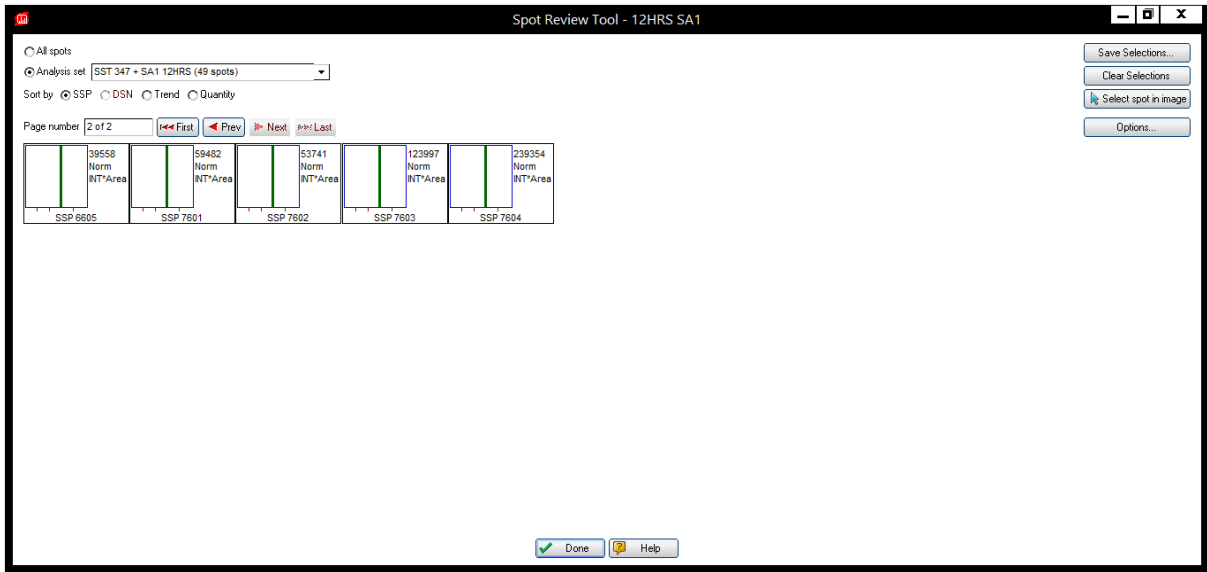 Spot Review Tool - 12HRS SA1
X
All spots
Analysis set SST 347 + SA1 12HRS (49 spots)
Sort by SSP DSN Trend Quantity
Page number 2 of 2 First Prev Next Last
Save Selections...
Clear Selections
Select spot in image
Options...
39558
Norm
INT*Area
SSP 6605
59482
Norm
INT*Area
SSP 7601
53741
Norm
INT*Area
SSP 7602
123997
Norm
INT*Area
SSP 7603
239354
Norm
INT*Area
SSP 7604
Done Help